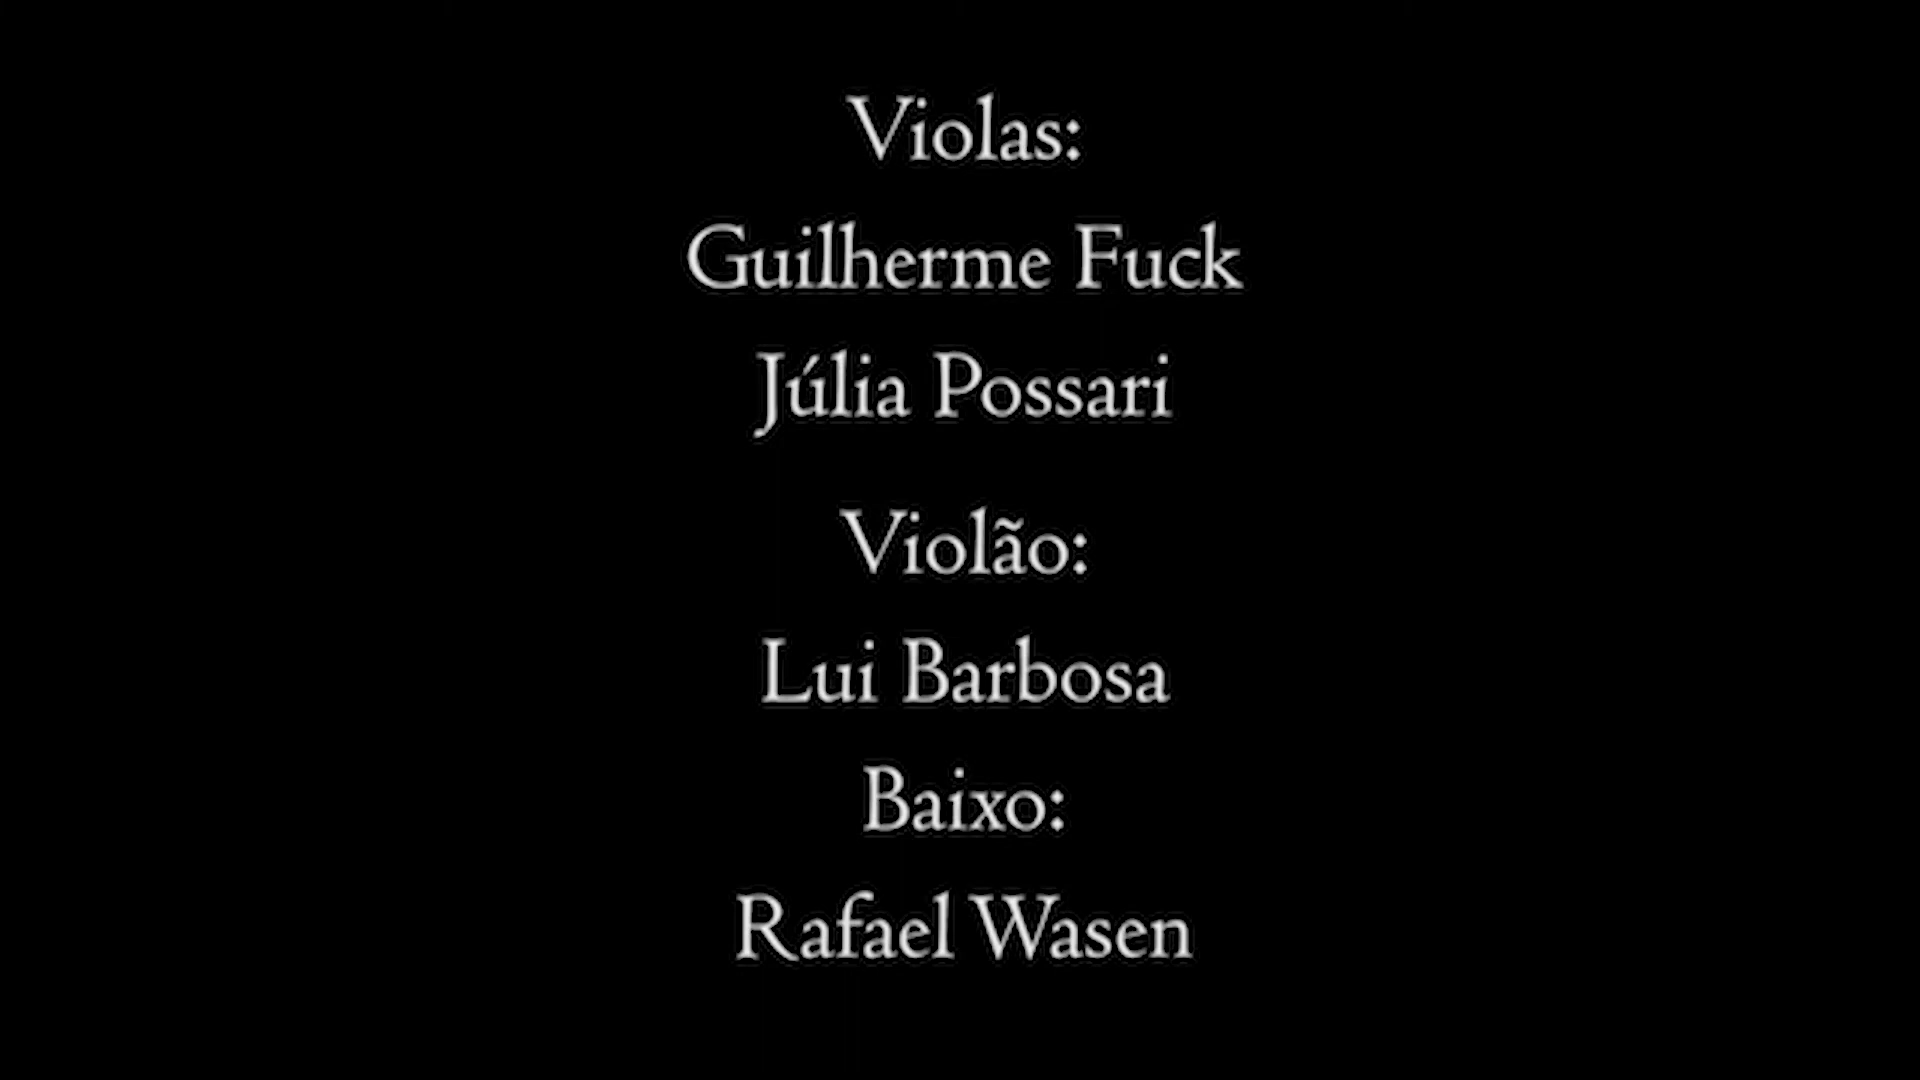 Violas:
Guilherme Fuck
Júlia Possari
Violão:
Lui Barbosa
Baixo:
Rafael Wasen